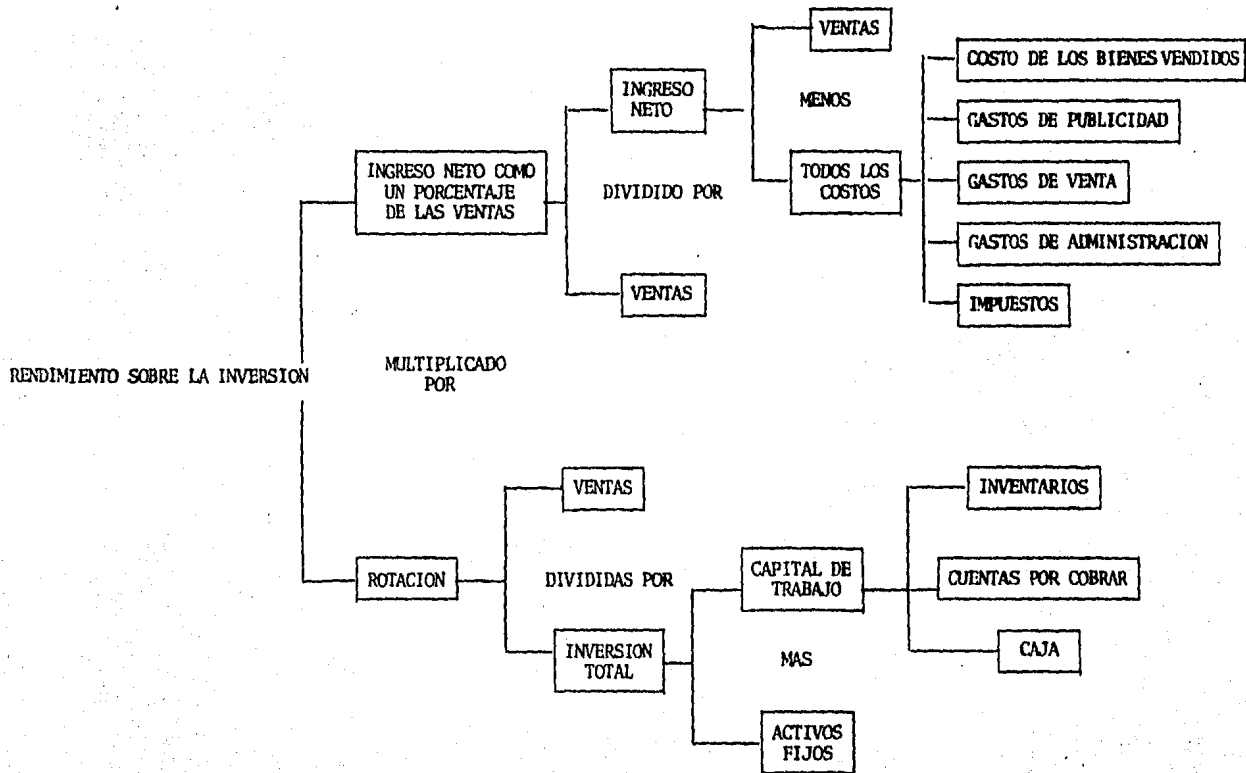 VENTAS
COSTO DE LOS BIENES VENDIDOS
INGRESO
NETO
MENOS
GASTOS DE PUBLICIDAD
INGRESO NETO COMO
UN PORCENTAJE
DE LAS VENTAS
DIVIDIDO POR
TODOS LOS
COSTOS
GASTOS DE VENTA
GASTOS DE ADMINISTRACION
VENTAS
IMPUESTOS
RENDIMIENTO SOBRE LA INVERSION
MULTIPLICADO
POR
VENTAS
INVENTARIOS
ROTACION
DIVIDIDAS POR
CAPITAL DE
TRABAJO
CUENTAS POR COBRAR
INVERSION
TOTAL
MAS
CAJA
ACTIVOS
FIJOS